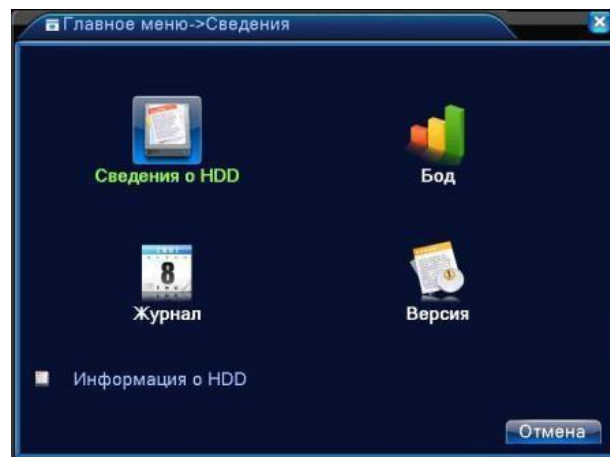 Главное меню->Сведения
Сведения о HDD
Бод
8
Журнал
Версия
Информация о HDD
Отмена